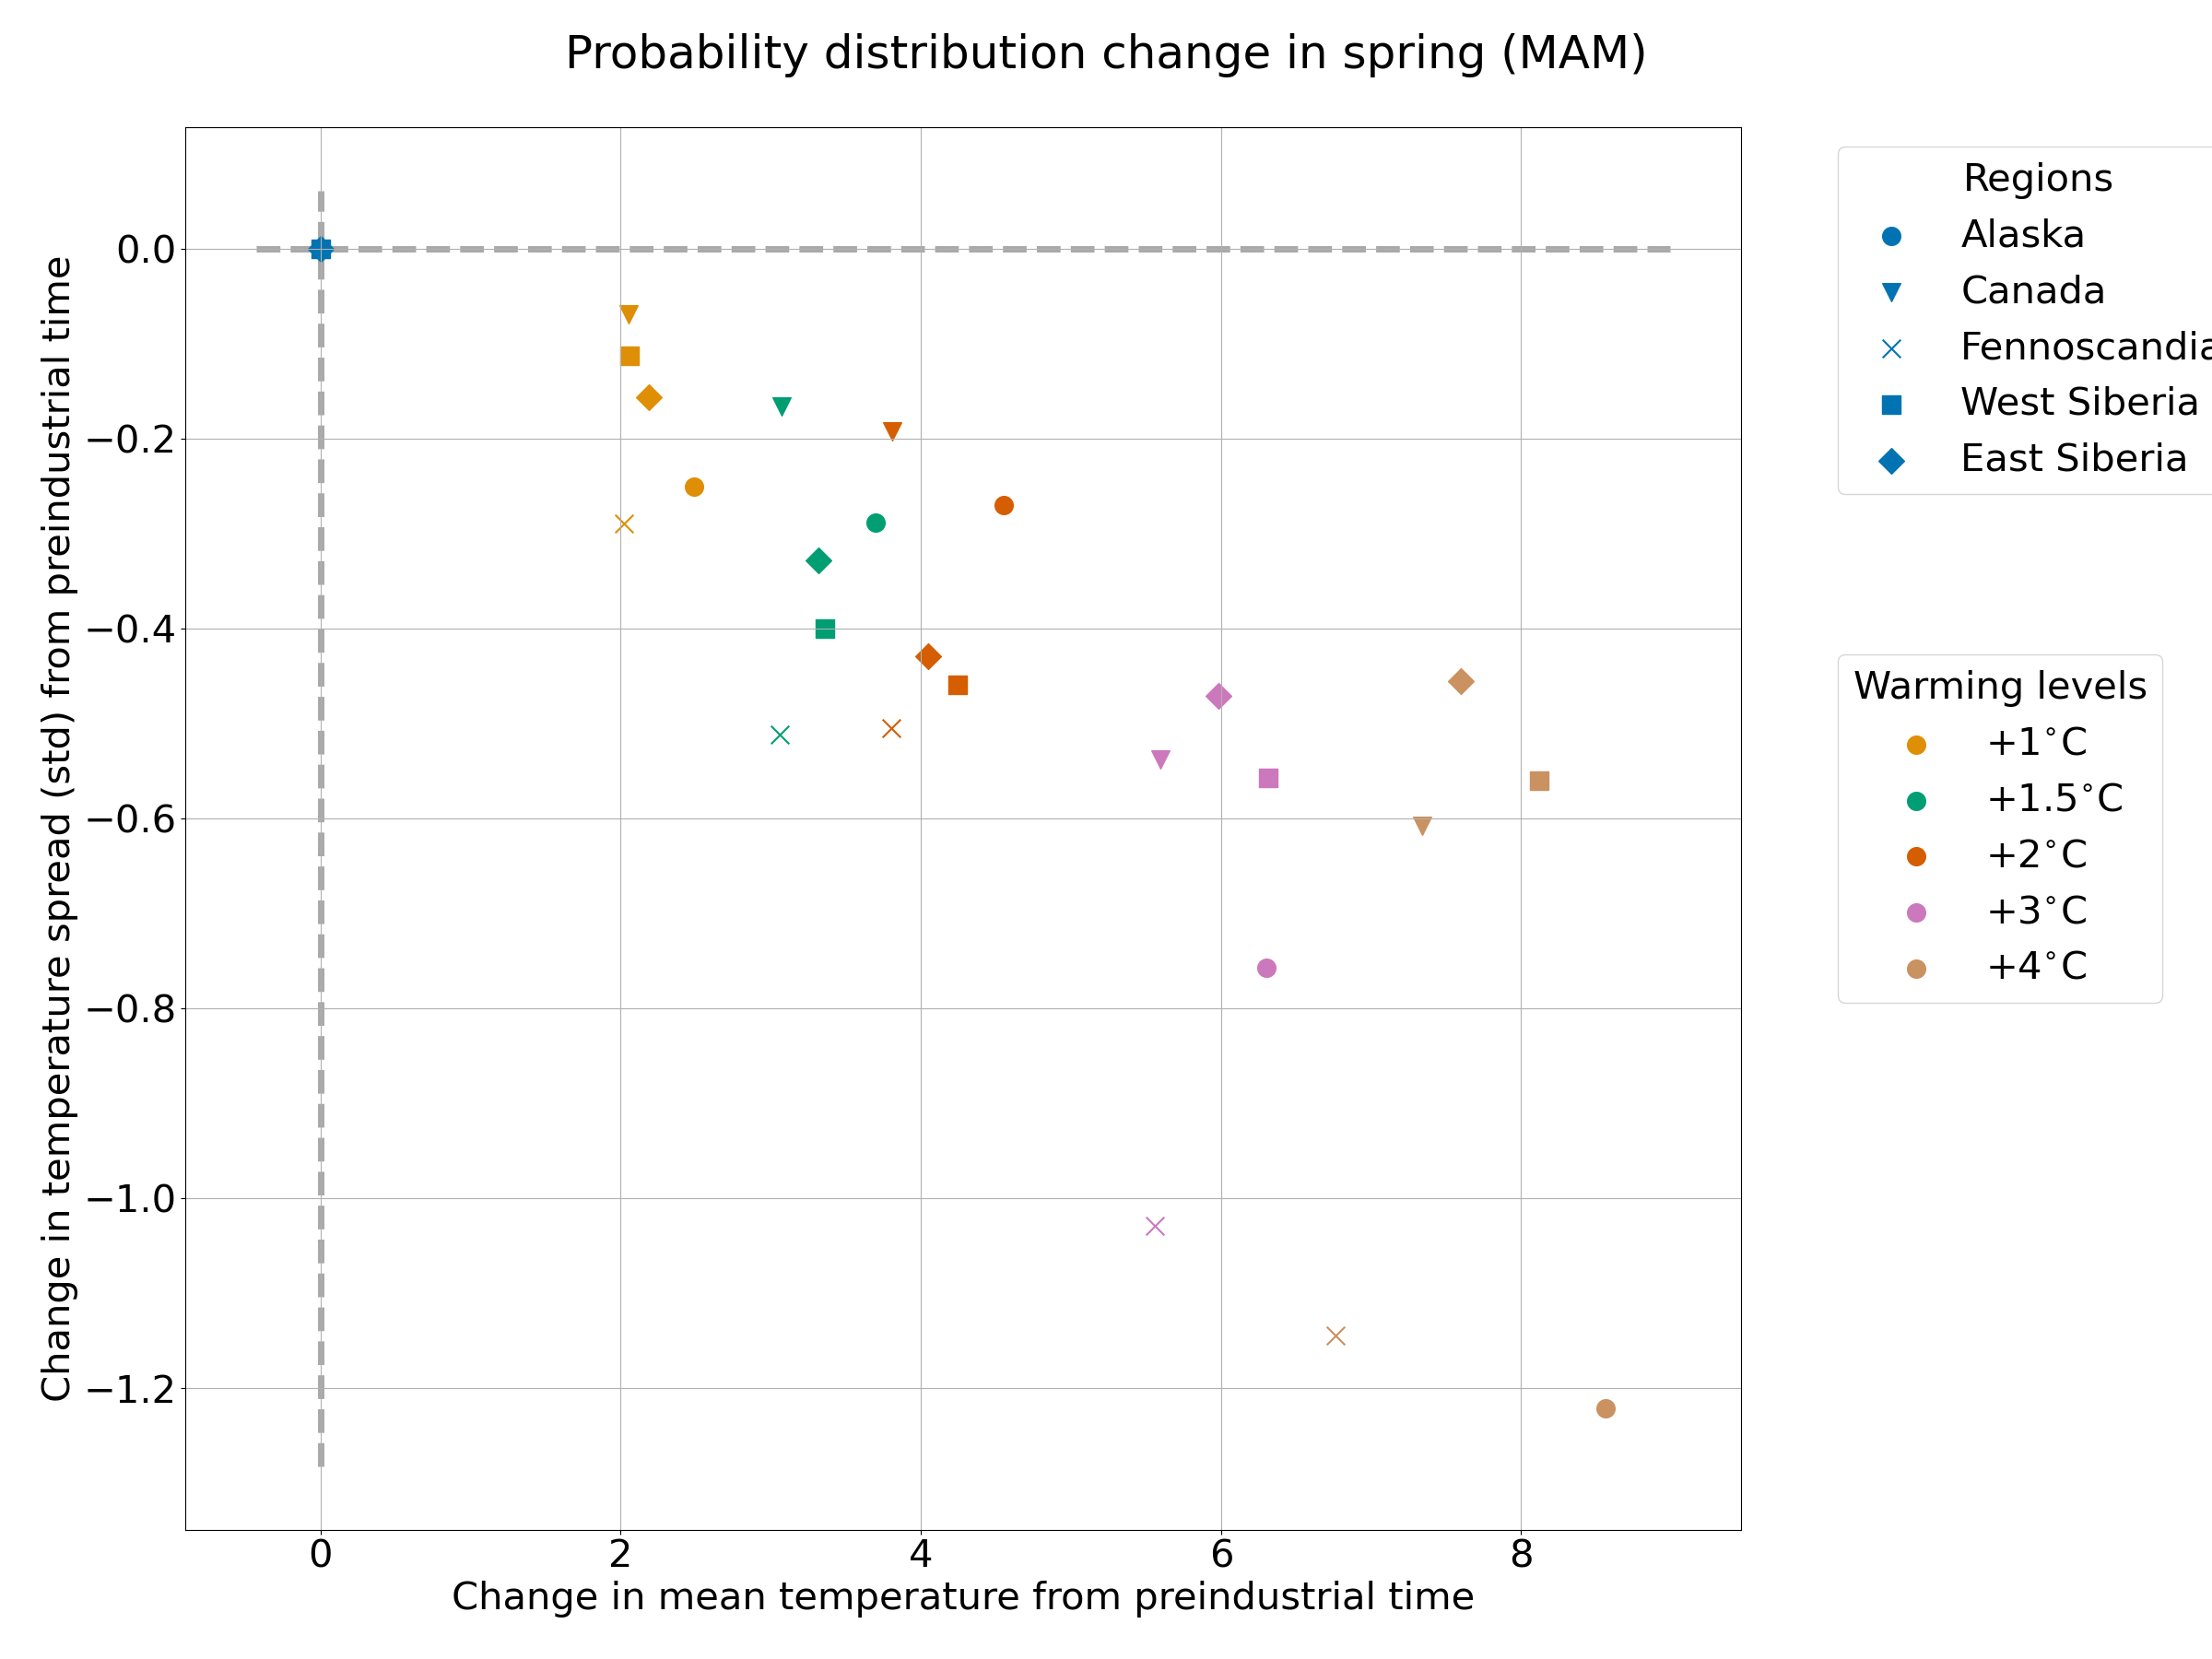 Probability distribution change in spring (MAM)
Change in temperature spread (std) from preindustrial time
0.0
−0.2
−0.4
−0.6
−0.8
−1.0
−1.2
0 2 4 6 8
Change in mean temperature from preindustrial time
Regions
Alaska
Canada
Fennoscandia
West Siberia
East Siberia
Warming levels
+1°C
+1.5°C
+2°C
+3°C
+4°C